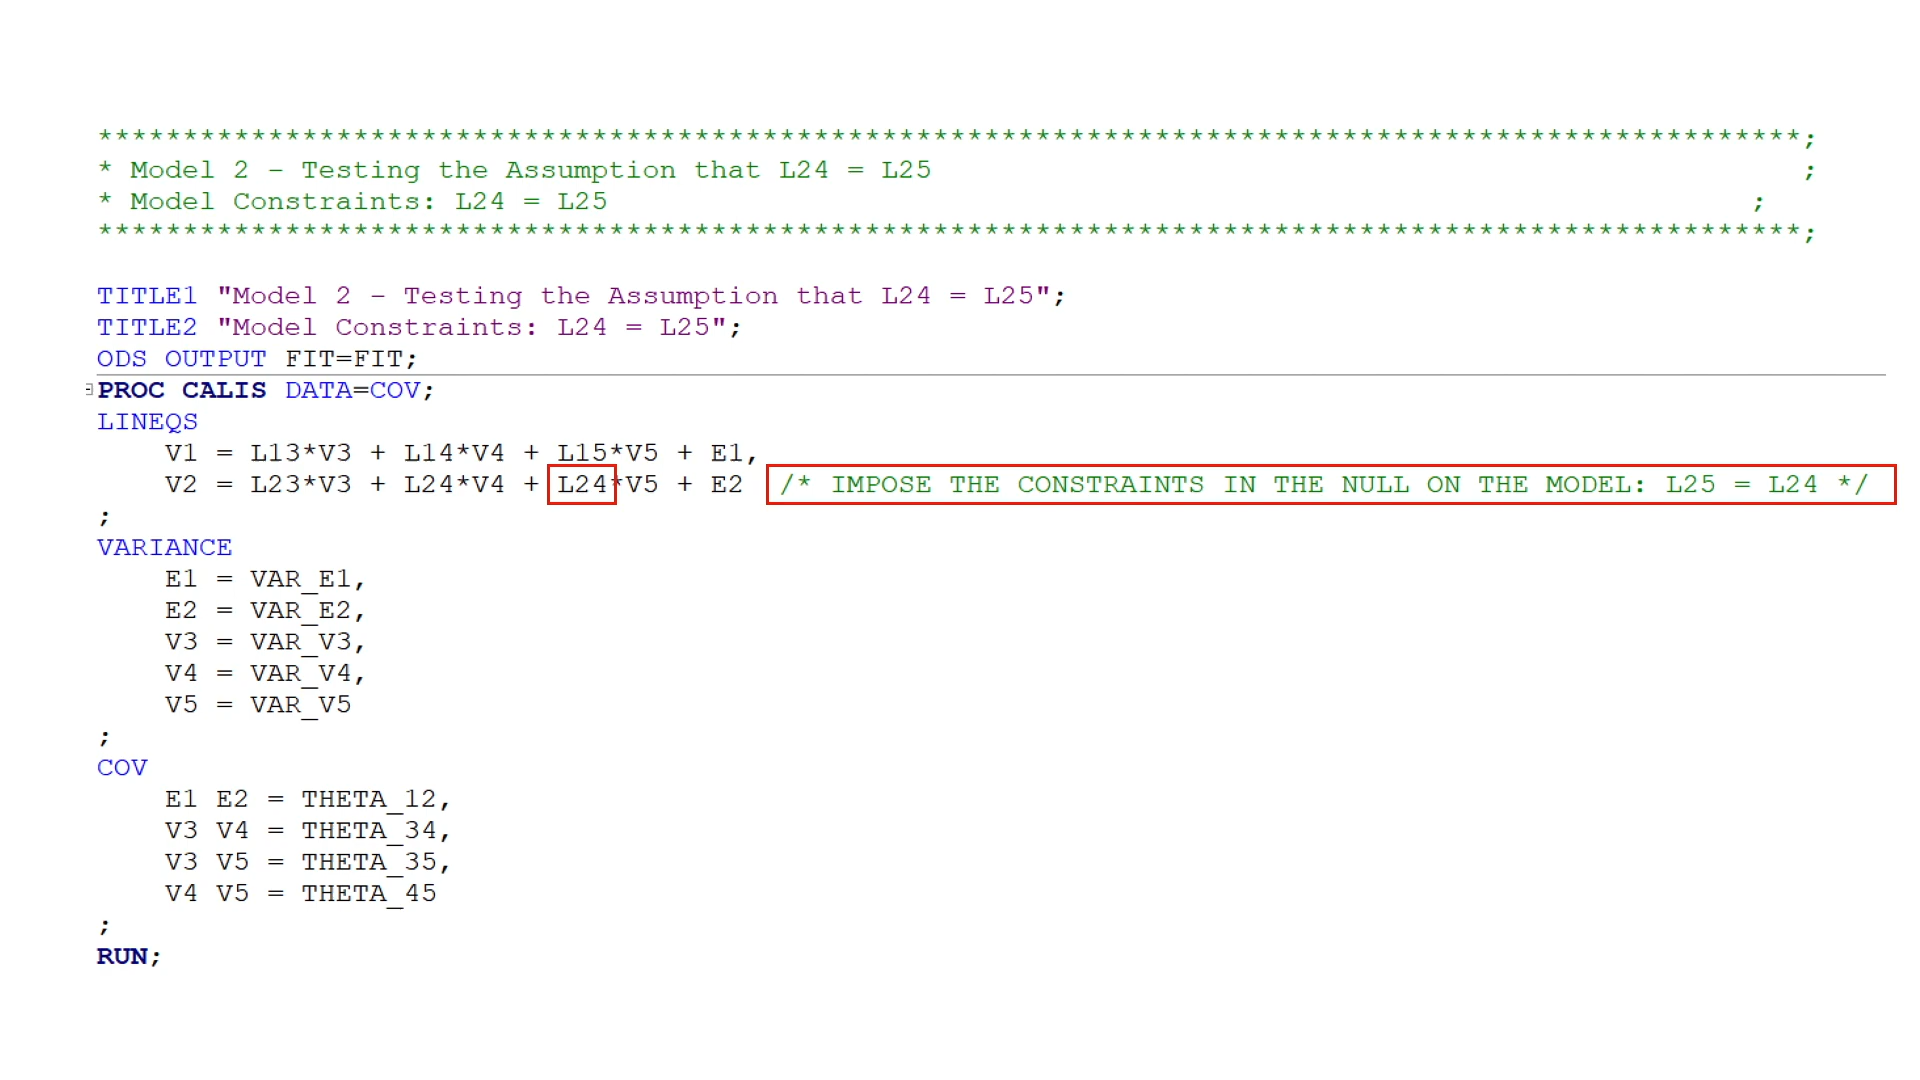 ****************************************************************************************************;
* Model 2 - Testing the Assumption that L24 = L25 ;
* Model Constraints: L24 = L25 ;
****************************************************************************************************;
TITLE1 "Model 2 - Testing the Assumption that L24 = L25";
TITLE2 "Model Constraints: L24 = L25";
ODS OUTPUT FIT=FIT;
PROC CALIS DATA=COV;
LINEQS
V1 = L13*V3 + L14*V4 + L15*V5 + E1,
V2 = L23*V3 + L24*V4 + L24*V5 + E2 /* IMPOSE THE CONSTRAINTS IN THE NULL ON THE MODEL: L25 = L24 */
;
VARIANCE
E1 = VAR_E1,
E2 = VAR_E2,
V3 = VAR_V3,
V4 = VAR_V4,
V5 = VAR_V5
;
COV
E1 E2 = THETA_12,
V3 V4 = THETA_34,
V3 V5 = THETA_35,
V4 V5 = THETA_45
;
RUN;